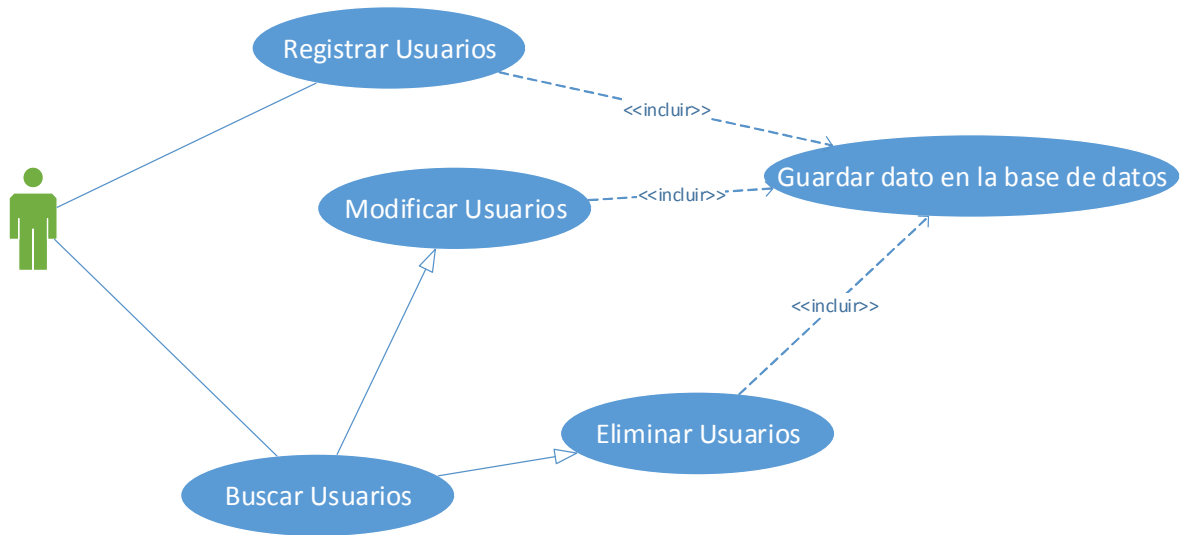 Registrar Usuarios
<<incluir>>
Guardar dato en la base de datos
Modificar Usuarios
<<incluir>>
<<incluir>>
Eliminar Usuarios
Buscar Usuarios